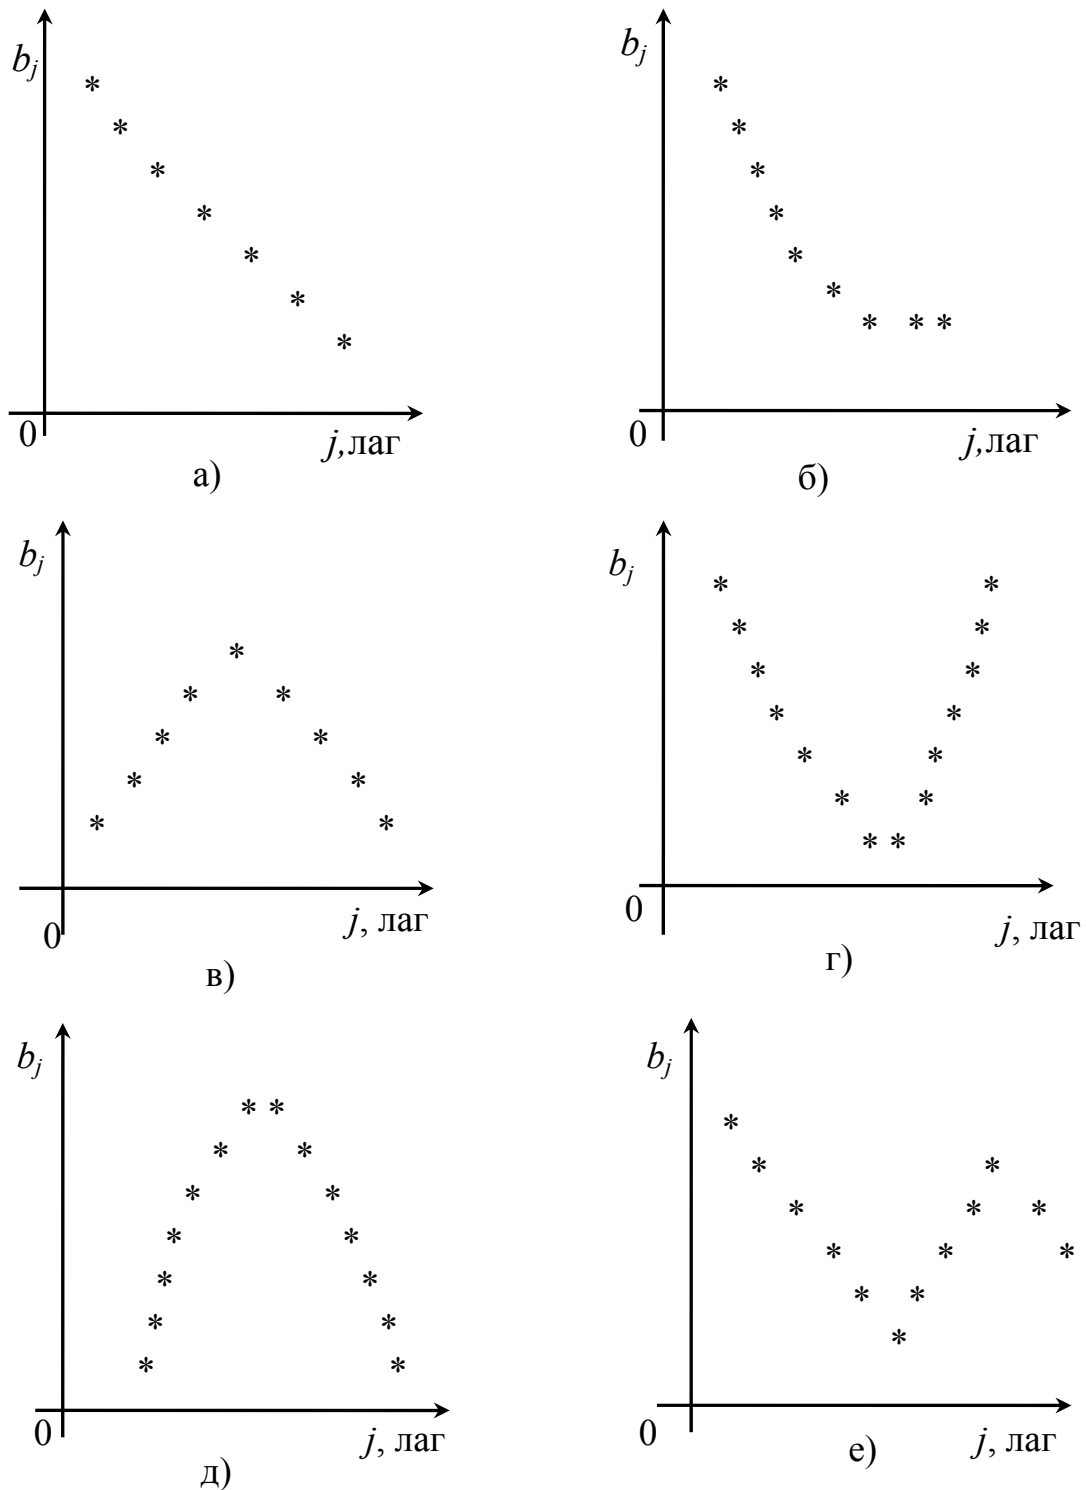 b_j
0
j,лаг
а)
b_j
0
j,лаг
б)
b_j
0
j, лаг
в)
b_j
0
j, лаг
г)
b_j
0
j, лаг
д)
b_j
0
j, лаг
е)